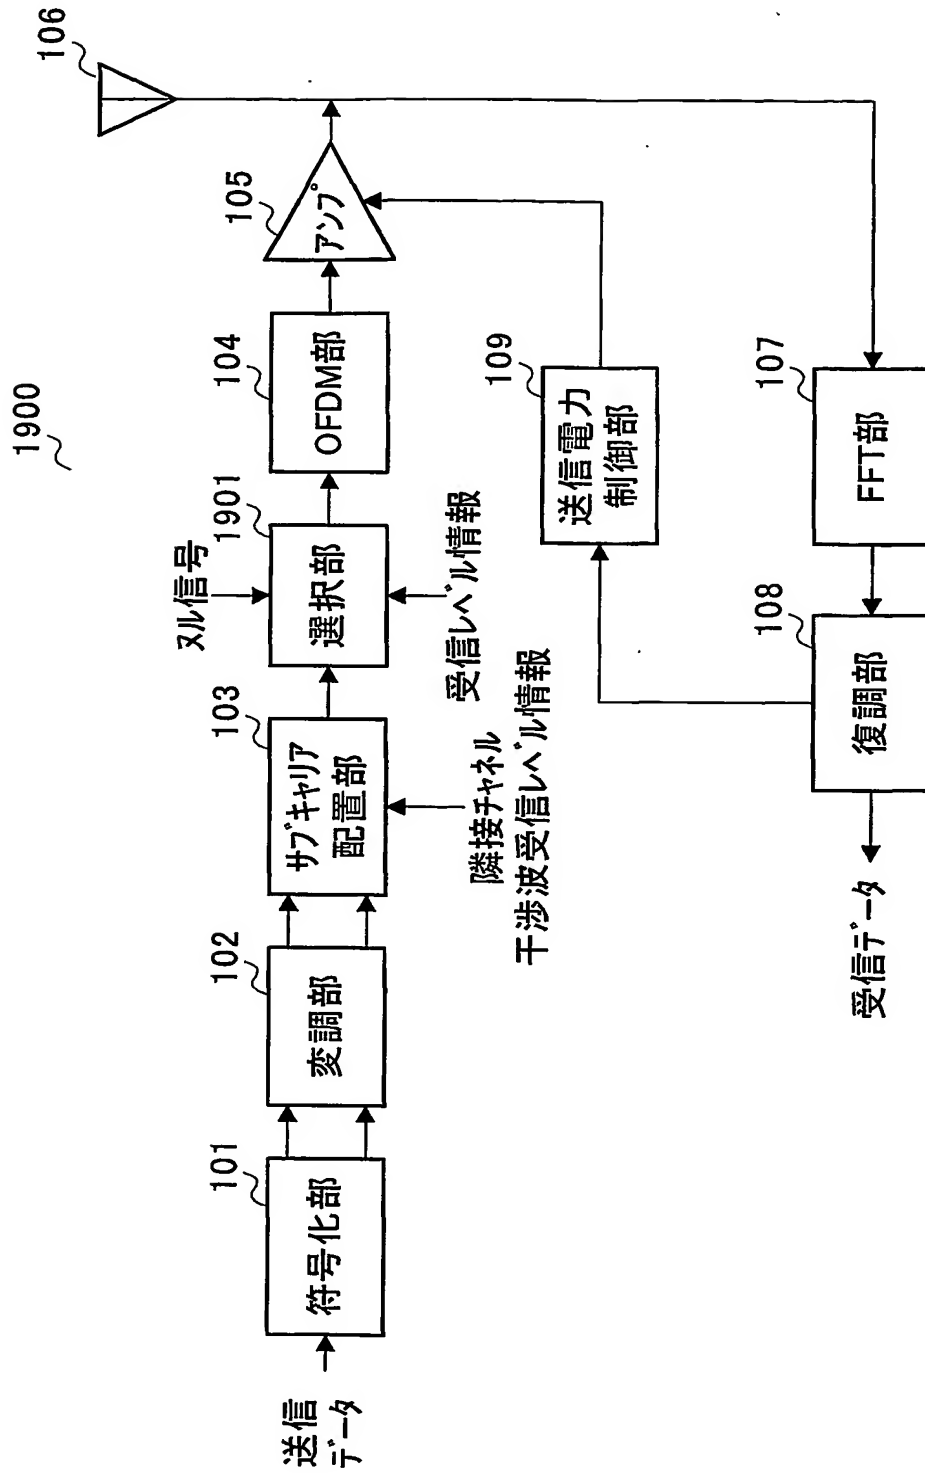 1900
106
送信
データ
101
符号化部
102
変調部
103
サブキャリア
配置部
隣接チャネル
干渉波受信レベル情報
ヌル信号
1901
選択部
受信レベル情報
104
OFDM部
105
アンプ
109
送信電力
制御部
107
FFT部
108
復調部
受信データ